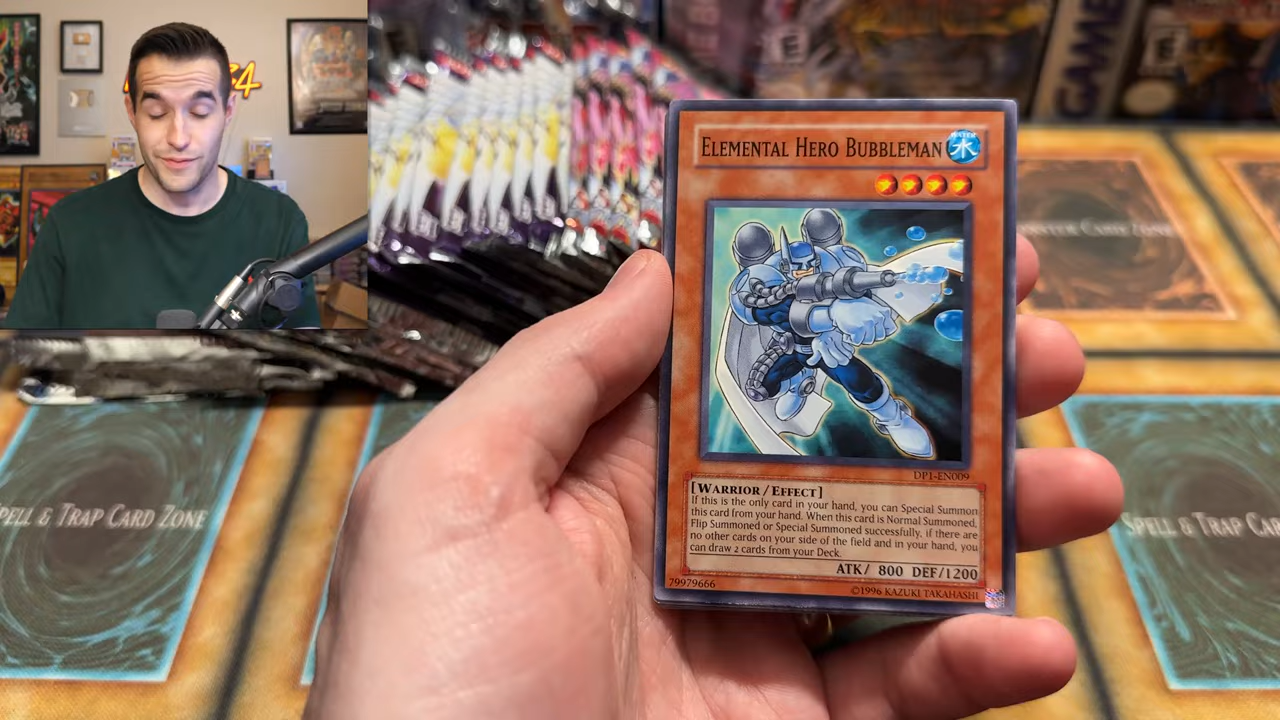 ELEMENTAL HERO BUBBLEMAN
WATER
水
DP1-EN009
[WARRIOR/EFFECT]
If this is the only card in your hand, you can Special Summon
this card from your hand. When this card is Normal Summoned,
Flip Summoned or Special Summoned successfully, if there are
no other cards on your side of the field and in your hand, you
can draw 2 cards from your Deck.
ATK/ 800 DEF/1200
79979666
©1996 KAZUKI TAKAHASHI
CARD ZONE
SPELL & TRAP CARD ZONE
SPELL & TRAP
GAME
E
E